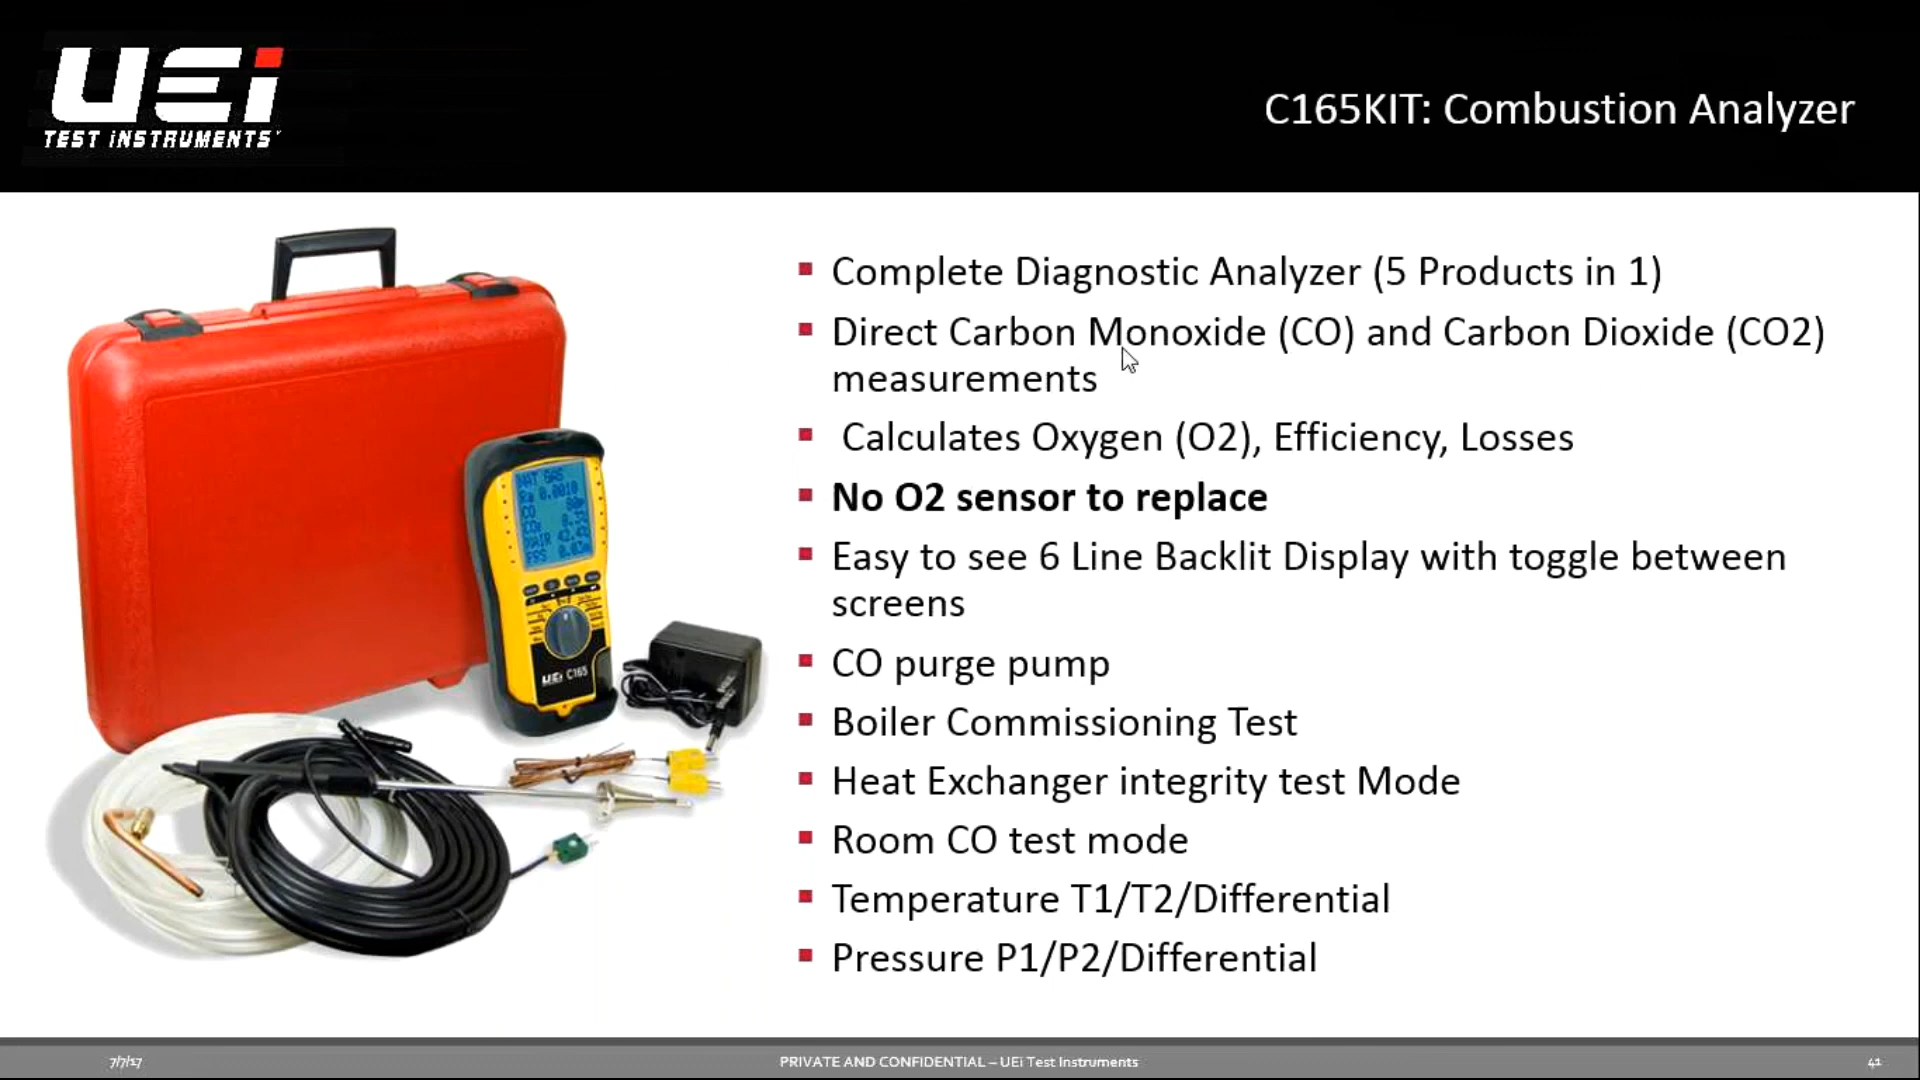 UEi
TEST INSTRUMENTS
C165KIT: Combustion Analyzer
Complete Diagnostic Analyzer (5 Products in 1)
Direct Carbon Monoxide (CO) and Carbon Dioxide (CO2)
measurements
Calculates Oxygen (O2), Efficiency, Losses
No O2 sensor to replace
Easy to see 6 Line Backlit Display with toggle between
screens
CO purge pump
Boiler Commissioning Test
Heat Exchanger integrity test Mode
Room CO test mode
Temperature T1/T2/Differential
Pressure P1/P2/Differential
NAT GAS
CO
UEi C165
7/7/17
PRIVATE AND CONFIDENTIAL – UEi Test Instruments
41